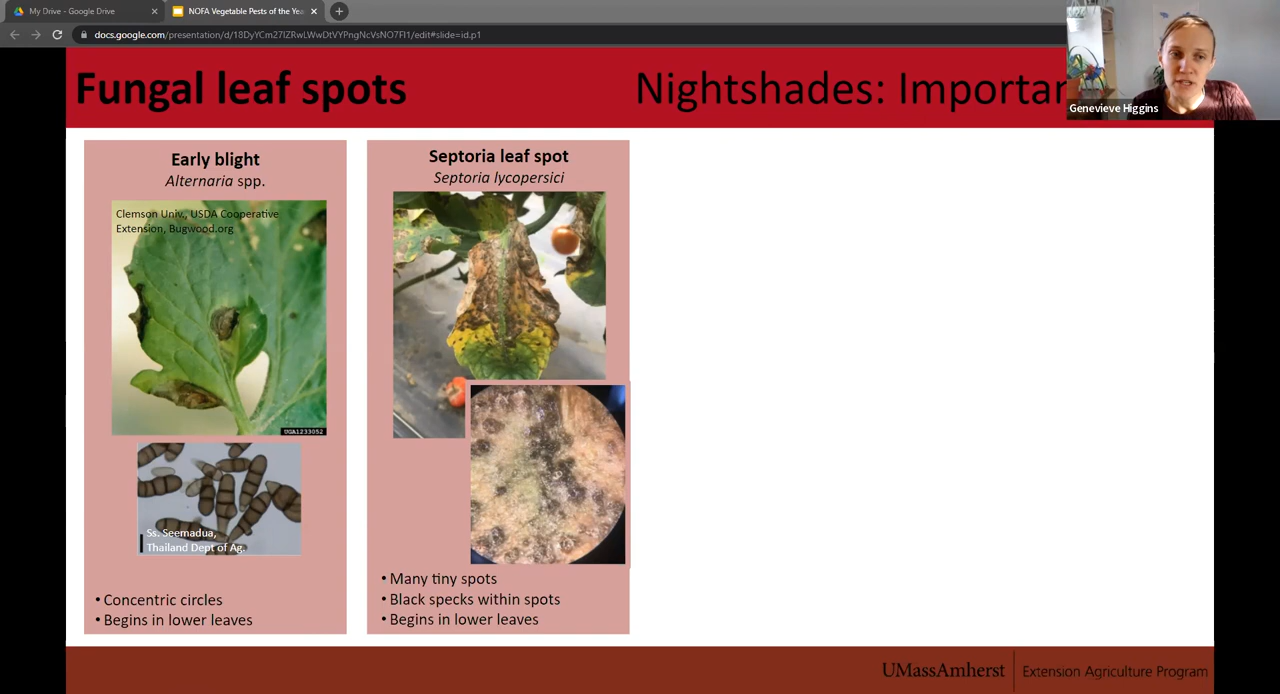 My Drive - Google Drive
NOFA Vegetable Pests of the Yea
docs.google.com/presentation/d/18DyYCm27IZRwLWwDtVYPngNcVsNO7Fl1/edit#slide=id.p1
Fungal leaf spots
Nightshades: Importan
Genevieve Higgins
Early blight
Alternaria spp.
Clemson Univ., USDA Cooperative
Extension, Bugwood.org
UGA1233052
Ss. Seemadua,
Thailand Dept of Ag.
• Concentric circles
• Begins in lower leaves
Septoria leaf spot
Septoria lycopersici
• Many tiny spots
• Black specks within spots
• Begins in lower leaves
UMassAmherst
Extension Agriculture Program